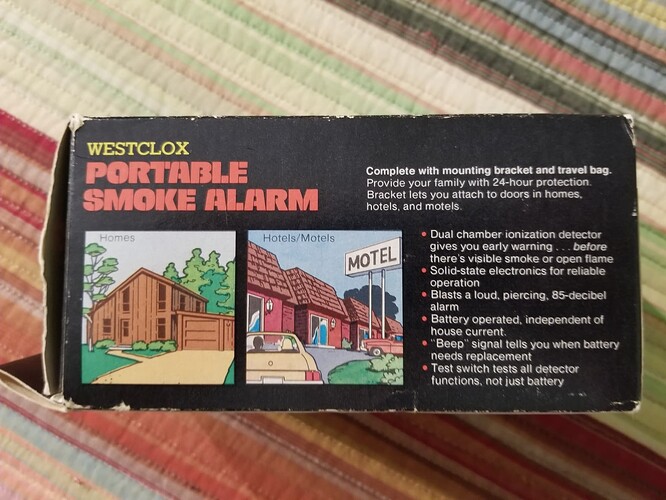 WESTCLOX
PORTABLE
SMOKE ALARM
Complete with mounting bracket and travel bag.
Provide your family with 24-hour protection.
Bracket lets you attach to doors in homes,
hotels, and motels.
Homes
Hotels/Motels
MOTEL
• Dual chamber ionization detector
gives you early warning . . . before
there's visible smoke or open flame
• Solid-state electronics for reliable
operation
• Blasts a loud, piercing, 85-decibel
alarm
• Battery operated, independent of
house current.
• "Beep" signal tells you when battery
needs replacement
• Test switch tests all detector
functions, not just battery